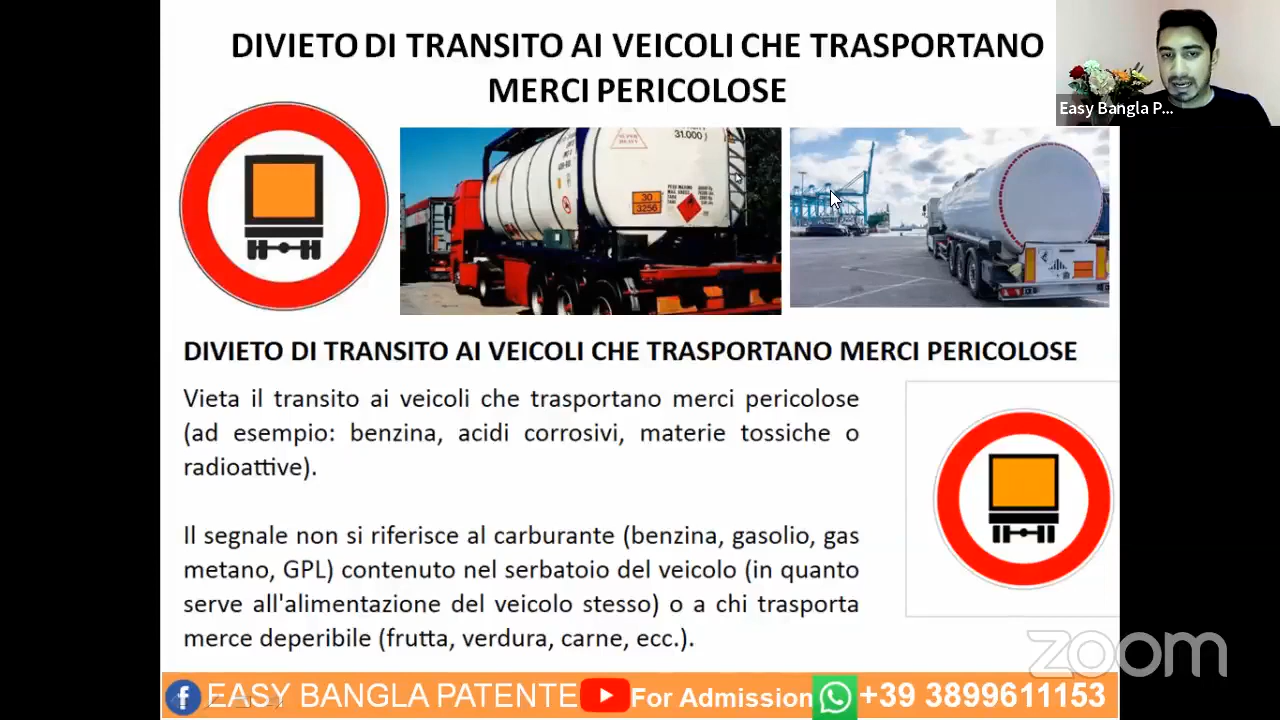 DIVIETO DI TRANSITO AI VEICOLI CHE TRASPORTANO
MERCI PERICOLOSE
Easy Bangla P...
31.000
30
3256
DIVIETO DI TRANSITO AI VEICOLI CHE TRASPORTANO MERCI PERICOLOSE
Vieta il transito ai veicoli che trasportano merci pericolose
(ad esempio: benzina, acidi corrosivi, materie tossiche o
radioattive).
Il segnale non si riferisce al carburante (benzina, gasolio, gas
metano, GPL) contenuto nel serbatoio del veicolo (in quanto
serve all'alimentazione del veicolo stesso) o a chi trasporta
merce deperibile (frutta, verdura, carne, ecc.).
zoom
EASY BANGLA PATENTE For Admission +39 3899611153